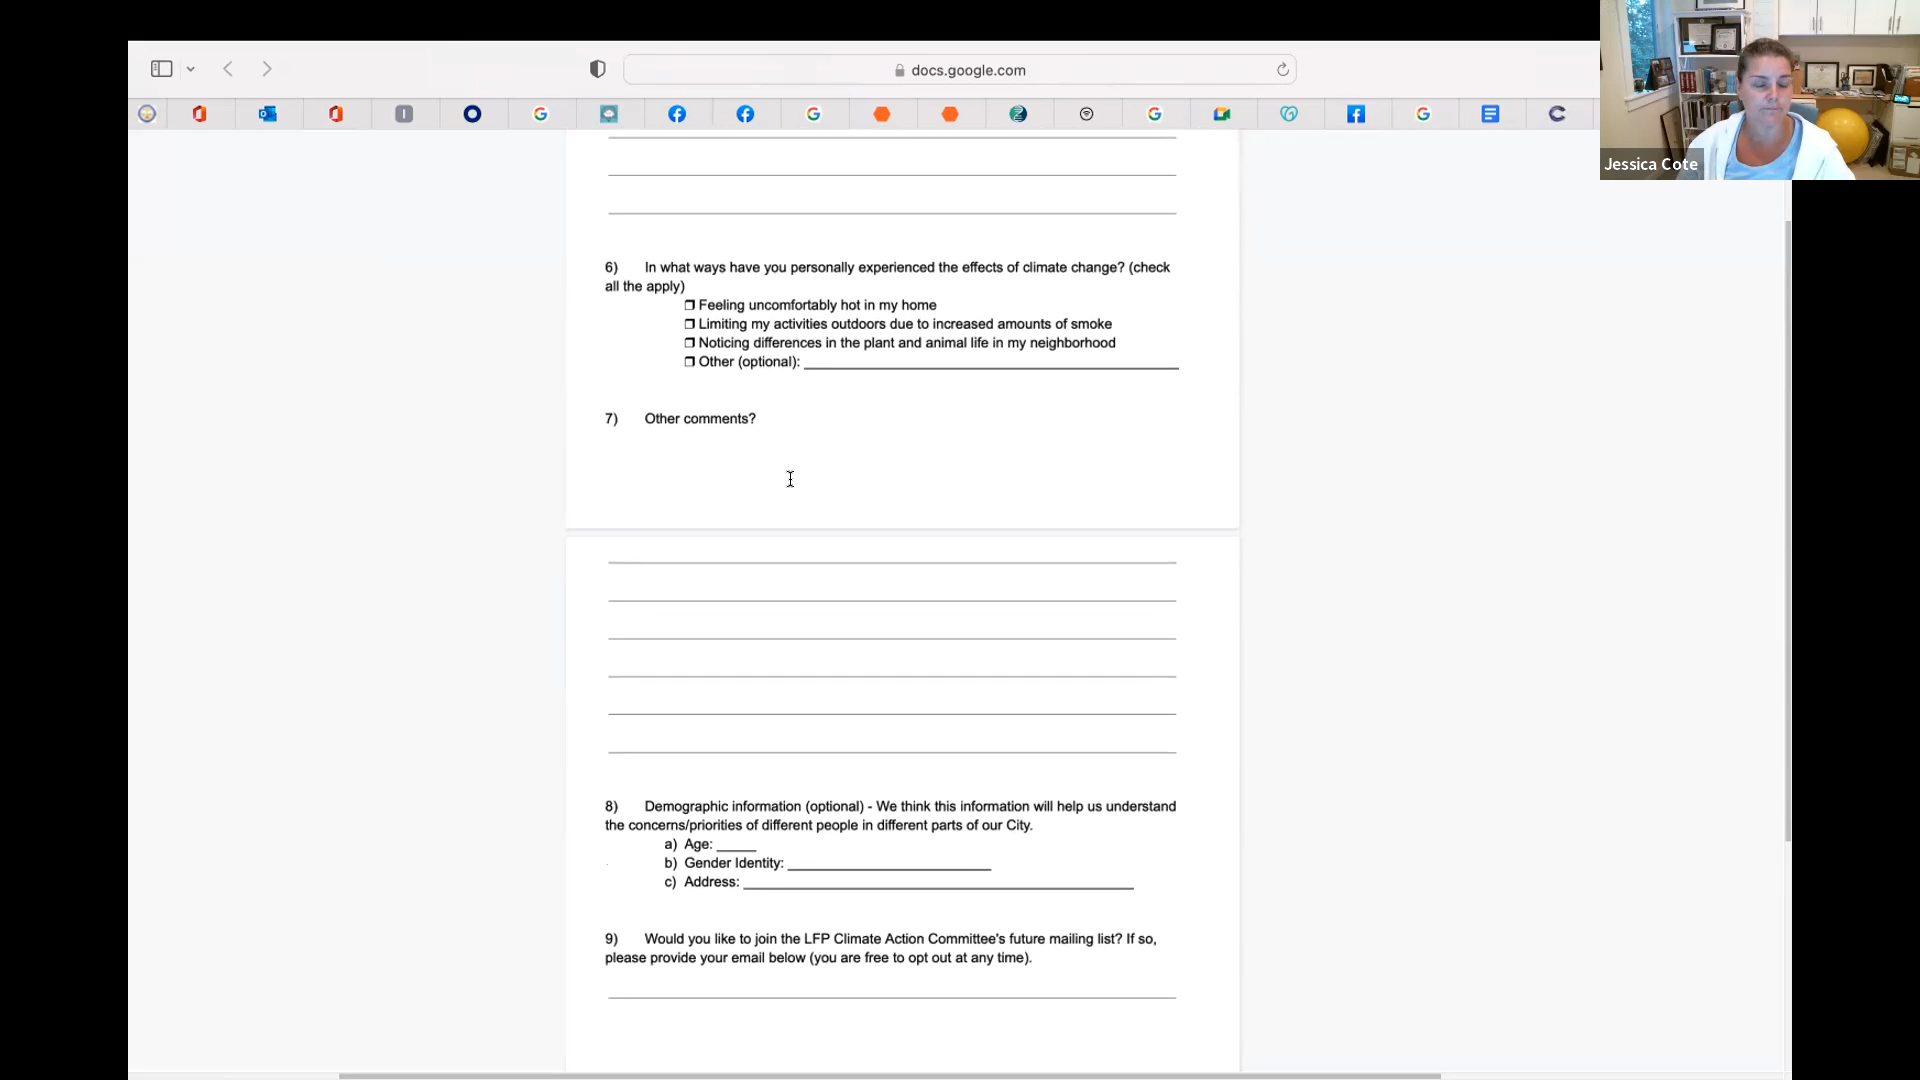 docs.google.com
Jessica Cote
6) In what ways have you personally experienced the effects of climate change? (check
all the apply)
❐ Feeling uncomfortably hot in my home
❐ Limiting my activities outdoors due to increased amounts of smoke
❐ Noticing differences in the plant and animal life in my neighborhood
❐ Other (optional): ____
7) Other comments?
8) Demographic information (optional) - We think this information will help us understand
the concerns/priorities of different people in different parts of our City.
a) Age: _____
b) Gender Identity: ____
c) Address: ____
9) Would you like to join the LFP Climate Action Committee's future mailing list? If so,
please provide your email below (you are free to opt out at any time).